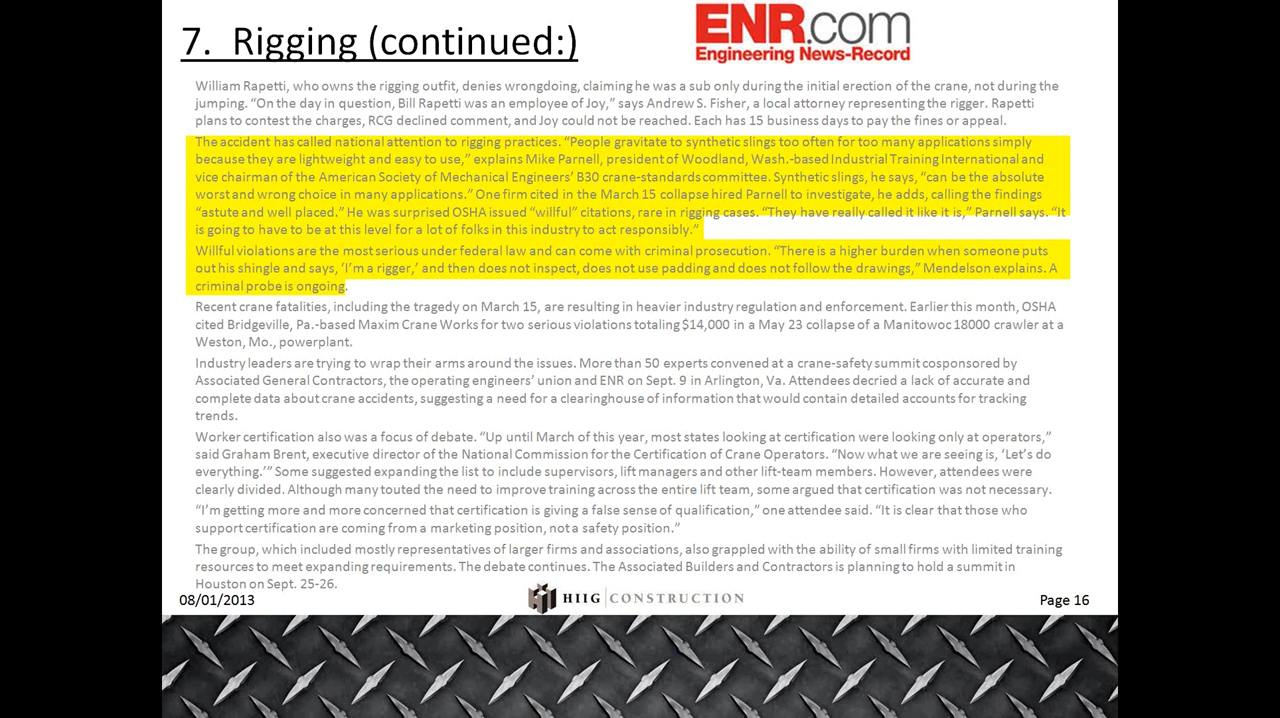 7.  Rigging (continued:)
ENR.com
Engineering News-Record
William Rapetti, who owns the rigging outfit, denies wrongdoing, claiming he was a sub only during the initial erection of the crane, not during the
jumping. “On the day in question, Bill Rapetti was an employee of Joy,” says Andrew S. Fisher, a local attorney representing the rigger. Rapetti
plans to contest the charges, RCG declined comment, and Joy could not be reached. Each has 15 business days to pay the fines or appeal.
The accident has called national attention to rigging practices. “People gravitate to synthetic slings too often for too many applications simply
because they are lightweight and easy to use,” explains Mike Parnell, president of Woodland, Wash.-based Industrial Training International and
vice chairman of the American Society of Mechanical Engineers’ B30 crane-standards committee. Synthetic slings, he says, “can be the absolute
worst and wrong choice in many applications.” One firm cited in the March 15 collapse hired Parnell to investigate, he adds, calling the findings
“astute and well placed.” He was surprised OSHA issued “willful” citations, rare in rigging cases. “They have really called it like it is,” Parnell says. “It
is going to have to be at this level for a lot of folks in this industry to act responsibly.”
Willful violations are the most serious under federal law and can come with criminal prosecution. “There is a higher burden when someone puts
out his shingle and says, ‘I’m a rigger,’ and then does not inspect, does not use padding and does not follow the drawings,” Mendelson explains. A
criminal probe is ongoing.
Recent crane fatalities, including the tragedy on March 15, are resulting in heavier industry regulation and enforcement. Earlier this month, OSHA
cited Bridgeville, Pa.-based Maxim Crane Works for two serious violations totaling $14,000 in a May 23 collapse of a Manitowoc 18000 crawler at a
Weston, Mo., powerplant.
Industry leaders are trying to wrap their arms around the issues. More than 50 experts convened at a crane-safety summit cosponsored by
Associated General Contractors, the operating engineers’ union and ENR on Sept. 9 in Arlington, Va. Attendees decried a lack of accurate and
complete data about crane accidents, suggesting a need for a clearinghouse of information that would contain detailed accounts for tracking
trends.
Worker certification also was a focus of debate. “Up until March of this year, most states looking at certification were looking only at operators,”
said Graham Brent, executive director of the National Commission for the Certification of Crane Operators. “Now what we are seeing is, ‘Let’s do
everything.’” Some suggested expanding the list to include supervisors, lift managers and other lift-team members. However, attendees were
clearly divided. Although many touted the need to improve training across the entire lift team, some argued that certification was not necessary.
“I’m getting more and more concerned that certification is giving a false sense of qualification,” one attendee said. “It is clear that those who
support certification are coming from a marketing position, not a safety position.”
The group, which included mostly representatives of larger firms and associations, also grappled with the ability of small firms with limited training
resources to meet expanding requirements. The debate continues. The Associated Builders and Contractors is planning to hold a summit in
Houston on Sept. 25-26.
08/01/2013
HIIG CONSTRUCTION
Page 16